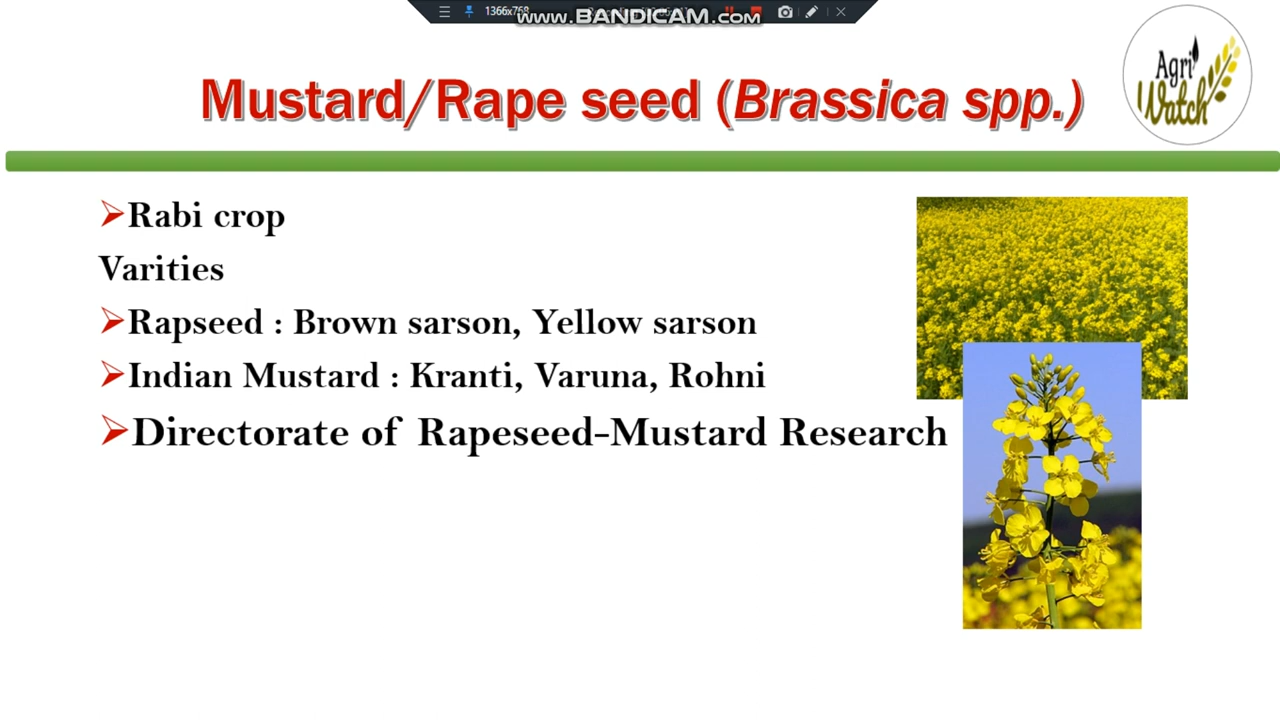 1366x768
www.BANDICAM.com
Agri
Watch
Mustard/Rape seed (Brassica spp.)
➢Rabi crop
Varities
➢Rapseed : Brown sarson, Yellow sarson
➢Indian Mustard : Kranti, Varuna, Rohni
➢Directorate of Rapeseed-Mustard Research